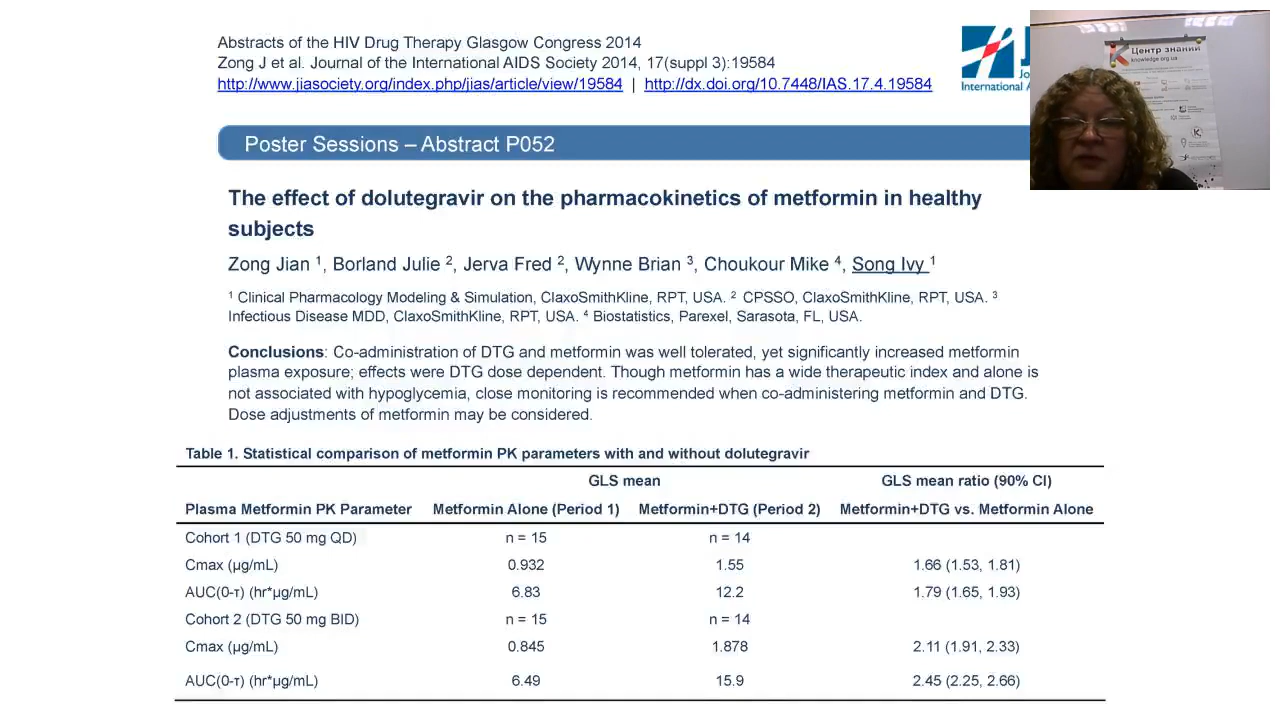 Abstracts of the HIV Drug Therapy Glasgow Congress 2014
Zong J et al. Journal of the International AIDS Society 2014, 17(suppl 3):19584
http://www.jiasociety.org/index.php/jias/article/view/19584 | http://dx.doi.org/10.7448/IAS.17.4.19584
International A
Центр знаний
knowledge.org.ua
Poster Sessions – Abstract P052
The effect of dolutegravir on the pharmacokinetics of metformin in healthy
subjects
Zong Jian 1, Borland Julie 2, Jerva Fred 2, Wynne Brian 3, Choukour Mike 4, Song Ivy 1
1 Clinical Pharmacology Modeling & Simulation, ClaxoSmithKline, RPT, USA. 2 CPSSO, ClaxoSmithKline, RPT, USA. 3
Infectious Disease MDD, ClaxoSmithKline, RPT, USA. 4 Biostatistics, Parexel, Sarasota, FL, USA.
Conclusions: Co-administration of DTG and metformin was well tolerated, yet significantly increased metformin
plasma exposure; effects were DTG dose dependent. Though metformin has a wide therapeutic index and alone is
not associated with hypoglycemia, close monitoring is recommended when co-administering metformin and DTG.
Dose adjustments of metformin may be considered.
Table 1. Statistical comparison of metformin PK parameters with and without dolutegravir
GLS mean GLS mean ratio (90% CI)
Plasma Metformin PK Parameter Metformin Alone (Period 1) Metformin+DTG (Period 2) Metformin+DTG vs. Metformin Alone
Cohort 1 (DTG 50 mg QD) n = 15 n = 14
Cmax (µg/mL) 0.932 1.55 1.66 (1.53, 1.81)
AUC(0-τ) (hr*µg/mL) 6.83 12.2 1.79 (1.65, 1.93)
Cohort 2 (DTG 50 mg BID) n = 15 n = 14
Cmax (µg/mL) 0.845 1.878 2.11 (1.91, 2.33)
AUC(0-τ) (hr*µg/mL) 6.49 15.9 2.45 (2.25, 2.66)